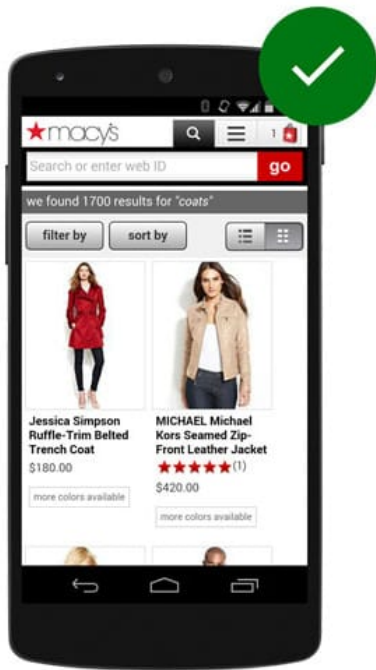 macy's
1
Search or enter web ID
go
we found 1700 results for "coats"
filter by
sort by
Jessica Simpson
Ruffle-Trim Belted
Trench Coat
$180.00
more colors available
MICHAEL Michael
Kors Seamed Zip-
Front Leather Jacket
(1)
$420.00
more colors available